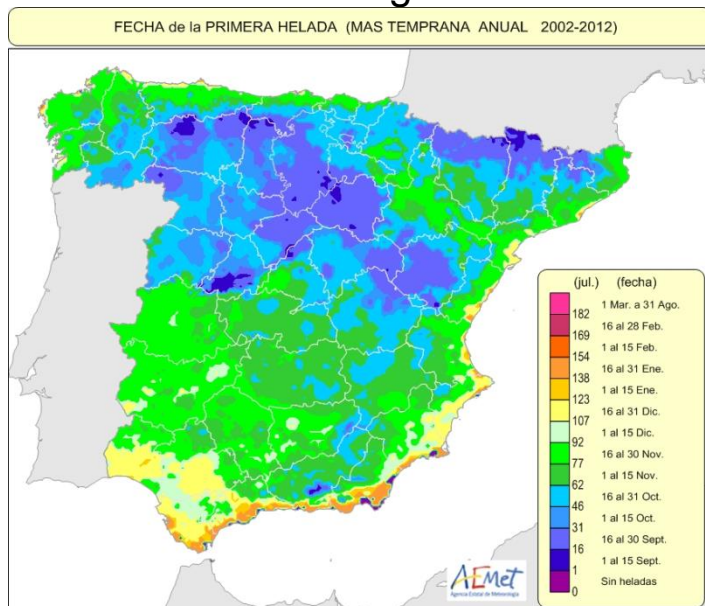 FECHA de la PRIMERA HELADA (MAS TEMPRANA ANUAL 2002-2012)
(jul.) (fecha)
1 Mar. a 31 Ago.
182
16 al 28 Feb.
169
1 al 15 Feb.
154
16 al 31 Ene.
138
1 al 15 Ene.
123
16 al 31 Dic.
107
1 al 15 Dic.
92
16 al 30 Nov.
77
1 al 15 Nov.
62
16 al 31 Oct.
46
1 al 15 Oct.
31
16 al 30 Sept.
16
1 al 15 Sept.
1
Sin heladas
0
AEMet
Agencia Estatal de Meteorología